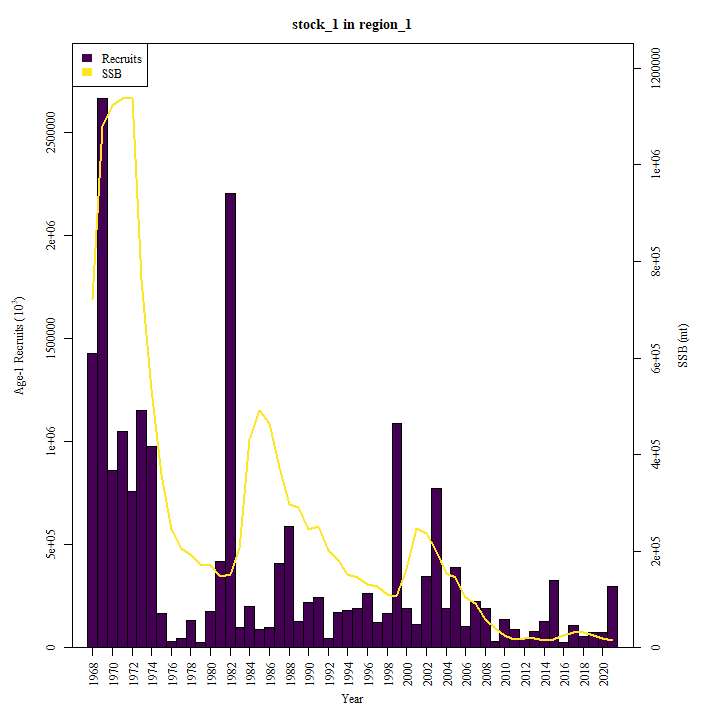 stock_1 in region_1
Recruits
SSB
Age-1 Recruits (10³)
0
5e+05
1e+06
1500000
2e+06
2500000
0
2e+05
4e+05
6e+05
8e+05
1e+06
1200000
SSB (mt)
1968 1970 1972 1974 1976 1978 1980 1982 1984 1986 1988 1990 1992 1994 1996 1998 2000 2002 2004 2006 2008 2010 2012 2014 2016 2018 2020
Year